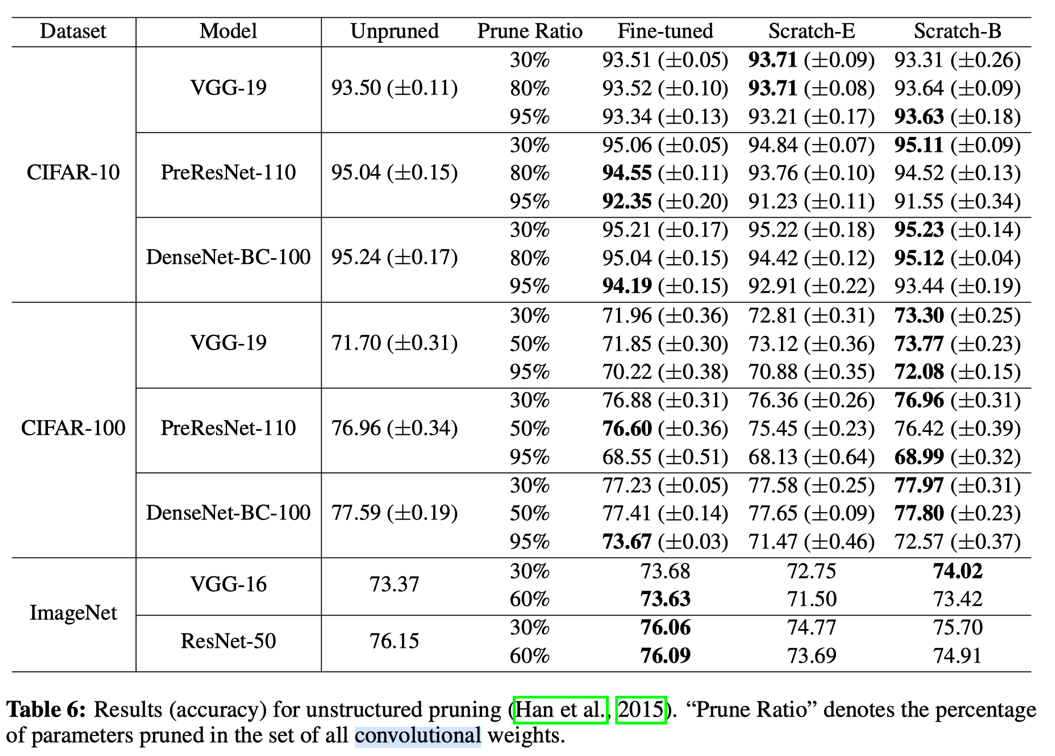 Dataset Model Unpruned Prune Ratio Fine-tuned Scratch-E Scratch-B
30% 93.51 (±0.05) 93.71 (±0.09) 93.31 (±0.26)
VGG-19 93.50 (±0.11) 80% 93.52 (±0.10) 93.71 (±0.08) 93.64 (±0.09)
95% 93.34 (±0.13) 93.21 (±0.17) 93.63 (±0.18)
30% 95.06 (±0.05) 94.84 (±0.07) 95.11 (±0.09)
CIFAR-10 PreResNet-110 95.04 (±0.15) 80% 94.55 (±0.11) 93.76 (±0.10) 94.52 (±0.13)
95% 92.35 (±0.20) 91.23 (±0.11) 91.55 (±0.34)
30% 95.21 (±0.17) 95.22 (±0.18) 95.23 (±0.14)
DenseNet-BC-100 95.24 (±0.17) 80% 95.04 (±0.15) 94.42 (±0.12) 95.12 (±0.04)
95% 94.19 (±0.15) 92.91 (±0.22) 93.44 (±0.19)
30% 71.96 (±0.36) 72.81 (±0.31) 73.30 (±0.25)
VGG-19 71.70 (±0.31) 50% 71.85 (±0.30) 73.12 (±0.36) 73.77 (±0.23)
95% 70.22 (±0.38) 70.88 (±0.35) 72.08 (±0.15)
30% 76.88 (±0.31) 76.36 (±0.26) 76.96 (±0.31)
CIFAR-100 PreResNet-110 76.96 (±0.34) 50% 76.60 (±0.36) 75.45 (±0.23) 76.42 (±0.39)
95% 68.55 (±0.51) 68.13 (±0.64) 68.99 (±0.32)
30% 77.23 (±0.05) 77.58 (±0.25) 77.97 (±0.31)
DenseNet-BC-100 77.59 (±0.19) 50% 77.41 (±0.14) 77.65 (±0.09) 77.80 (±0.23)
95% 73.67 (±0.03) 71.47 (±0.46) 72.57 (±0.37)
VGG-16 73.37 30% 73.68 72.75 74.02
60% 73.63 71.50 73.42
ImageNet
ResNet-50 76.15 30% 76.06 74.77 75.70
60% 76.09 73.69 74.91
Table 6: Results (accuracy) for unstructured pruning (Han et al., 2015). “Prune Ratio” denotes the percentage
of parameters pruned in the set of all convolutional weights.